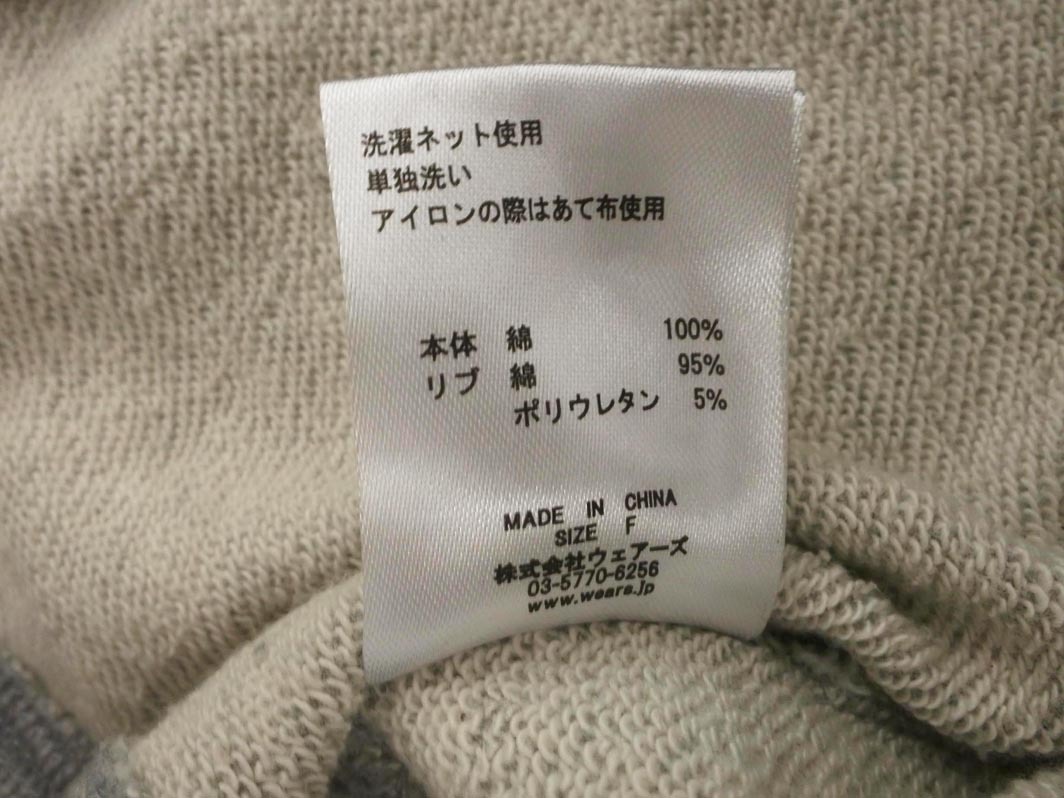 洗濯ネット使用
単独洗い
アイロンの際はあて布使用
本体 綿 100%
リブ 綿 95%
ポリウレタン 5%
MADE IN CHINA
SIZE F
株式会社ウェアーズ
03-5770-6256
www.wears.jp